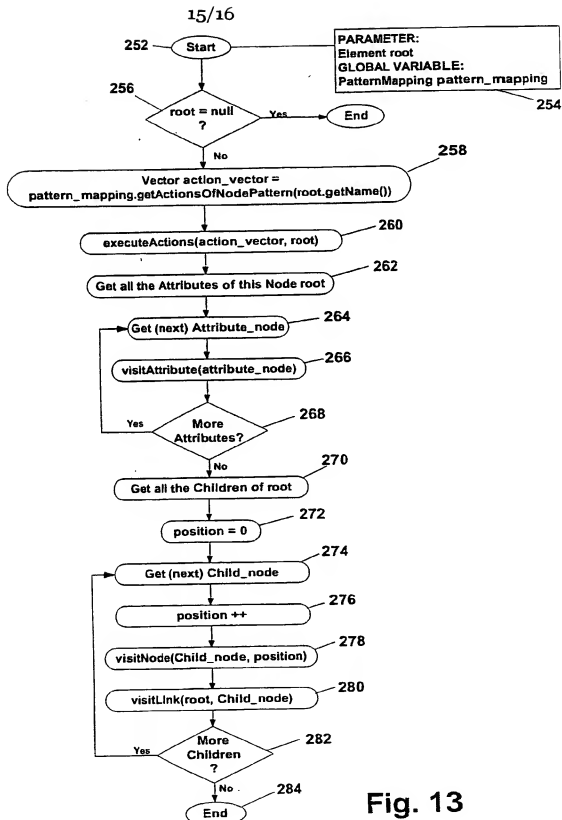 15/16
252
Start
PARAMETER:
Element root
GLOBAL VARIABLE:
PatternMapping pattern_mapping
254
256
root = null
?
Yes
End
No
258
Vector action_vector =
pattern_mapping.getActionsOfNodePattern(root.getName())
260
executeActions(action_vector, root)
262
Get all the Attributes of this Node root
264
Get (next) Attribute_node
266
visitAttribute(attribute_node)
268
Yes
More
Attributes?
No
270
Get all the Children of root
272
position = 0
274
Get (next) Child_node
276
position ++
278
visitNode(Child_node, position)
280
visitLink(root, Child_node)
282
Yes
More
Children
?
No
284
End
Fig. 13